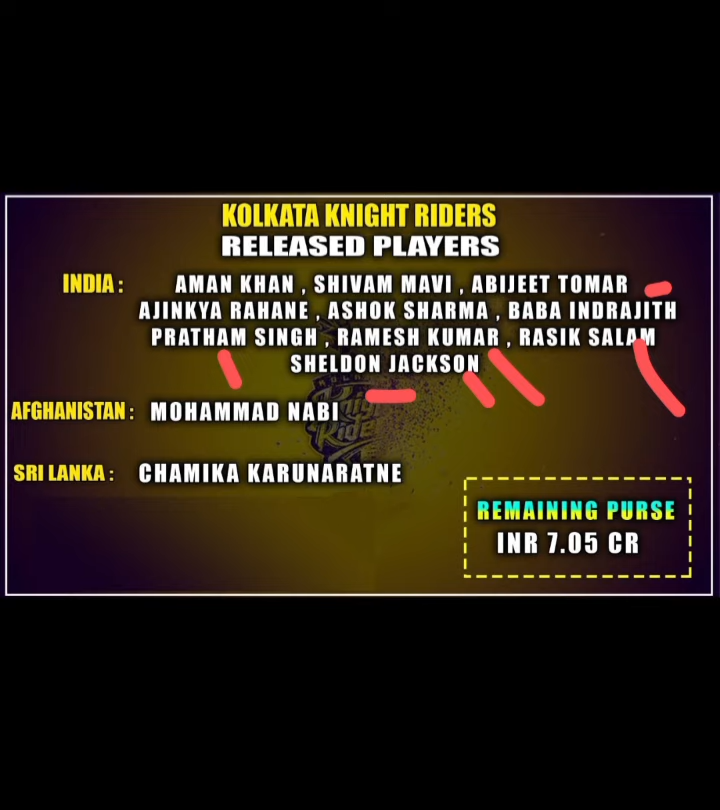 KOLKATA KNIGHT RIDERS
RELEASED PLAYERS
INDIA : AMAN KHAN , SHIVAM MAVI , ABIJEET TOMAR
AJINKYA RAHANE , ASHOK SHARMA , BABA INDRAJITH
PRATHAM SINGH , RAMESH KUMAR , RASIK SALAM
SHELDON JACKSON
AFGHANISTAN : MOHAMMAD NABI
SRI LANKA : CHAMIKA KARUNARATNE
REMAINING PURSE
INR 7.05 CR